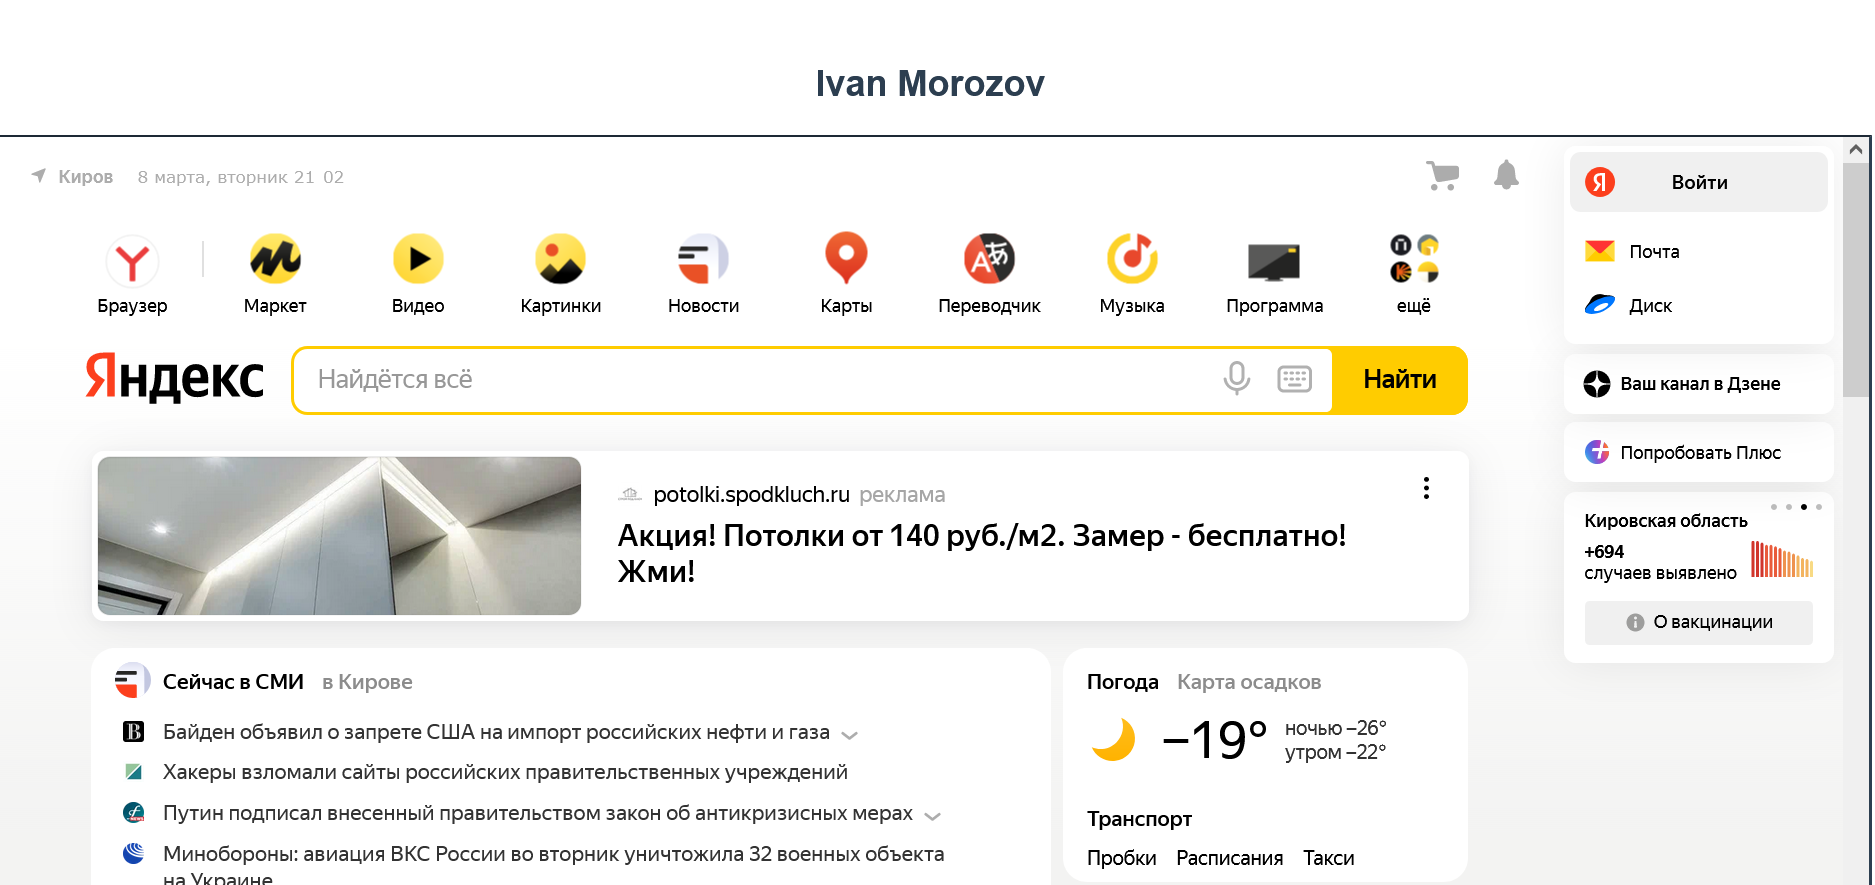 Ivan Morozov
Киров 8 марта, вторник 21 02
Браузер Маркет Видео Картинки Новости Карты Переводчик Музыка Программа ещё
Яндекс Найдётся всё Найти
potolki.spodkluch.ru реклама
Акция! Потолки от 140 руб./м2. Замер - бесплатно!
Жми!
Сейчас в СМИ в Кирове
Байден объявил о запрете США на импорт российских нефти и газа
Хакеры взломали сайты российских правительственных учреждений
Путин подписал внесенный правительством закон об антикризисных мерах
Минобороны: авиация ВКС России во вторник уничтожила 32 военных объекта
на Украине
Погода Карта осадков
−19° ночью −26°
утром −22°
Транспорт
Пробки Расписания Такси
Войти
Почта
Диск
Ваш канал в Дзене
Попробовать Плюс
Кировская область
+694
случаев выявлено
О вакцинации